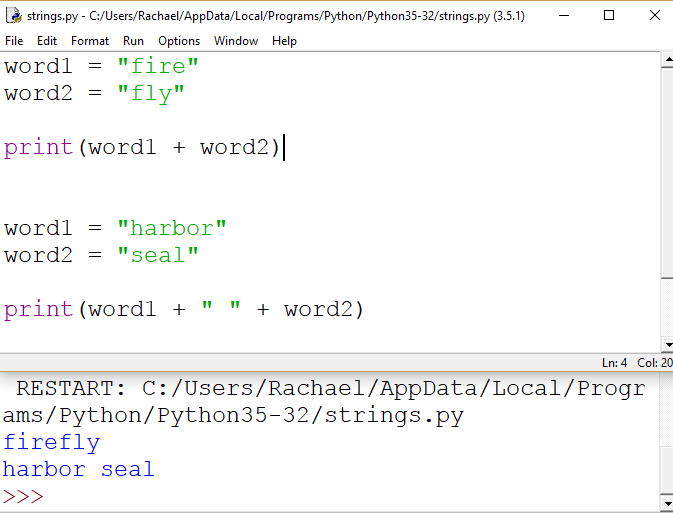 strings.py - C:/Users/Rachael/AppData/Local/Programs/Python/Python35-32/strings.py (3.5.1)
File Edit Format Run Options Window Help
word1 = "fire"
word2 = "fly"
print(word1 + word2)
word1 = "harbor"
word2 = "seal"
print(word1 + " " + word2)
Ln: 4 Col: 20
RESTART: C:/Users/Rachael/AppData/Local/Progr
ams/Python/Python35-32/strings.py
firefly
harbor seal
>>>